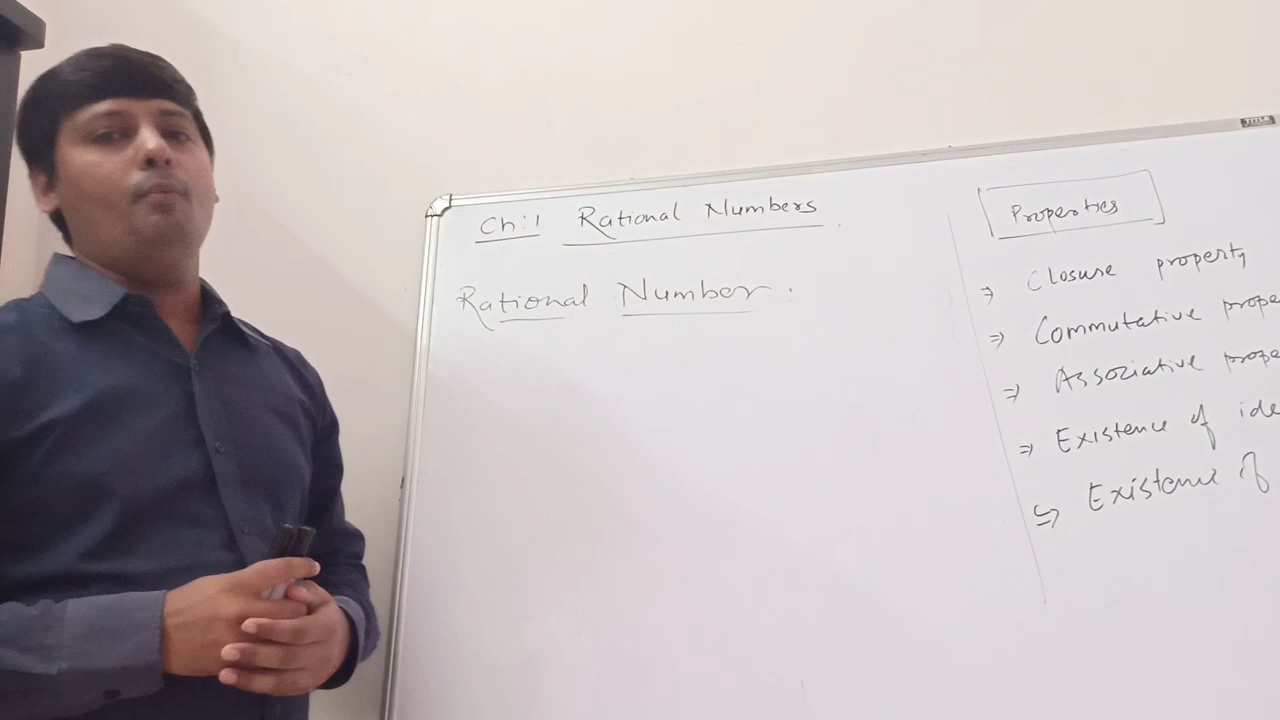 Ch:1 Rational Numbers
Rational Number:
Properties
⇒ Closure property
⇒ Commutative prope
⇒ Associative prope
⇒ Existence of ide
⇒ Existence of